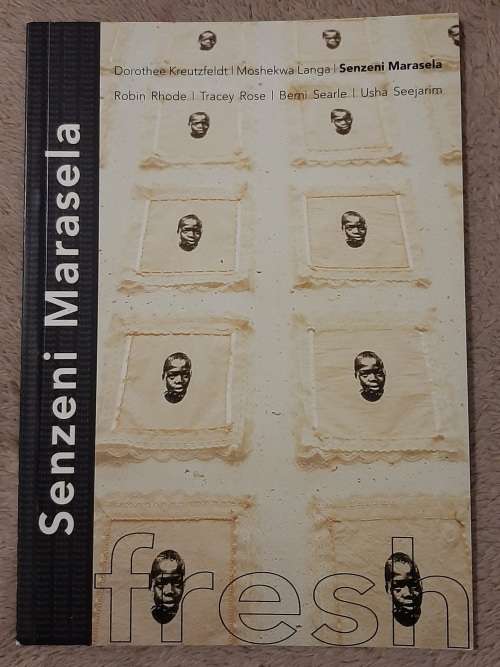 Dorothee Kreutzfeldt | Moshekwa Langa | Senzeni Marasela
Robin Rhode | Tracey Rose | Berni Searle | Usha Seejarim
Senzeni Marasela
fresh